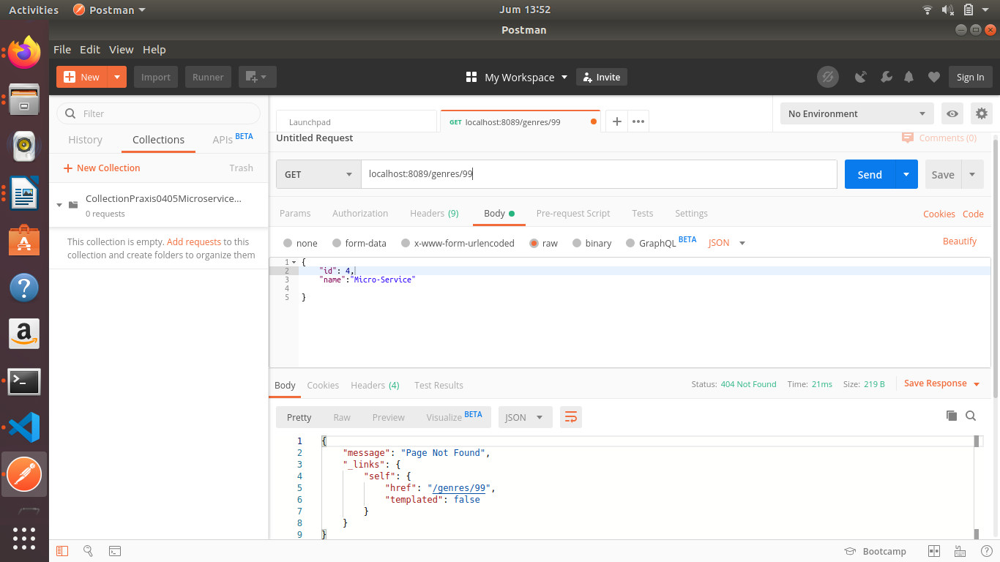 Activities Postman Jum 13:52
Postman
File Edit View Help
New Import Runner My Workspace Invite Sign In
Filter
History Collections APIs BETA
New Collection Trash
CollectionPraxis0405Microservice...
0 requests
This collection is empty. Add requests to this
collection and create folders to organize them
Launchpad GET localhost:8089/genres/99 No Environment
Untitled Request Comments (0)
GET localhost:8089/genres/99 Send Save
Params Authorization Headers (9) Body Pre-request Script Tests Settings Cookies Code
none form-data x-www-form-urlencoded raw binary GraphQL BETA JSON Beautify
1 {
2 "id": 4,
3 "name":"Micro-Service"
4
5 }
Body Cookies Headers (4) Test Results Status: 404 Not Found Time: 21ms Size: 219 B Save Response
Pretty Raw Preview Visualize BETA JSON
1 {
2 "message": "Page Not Found",
3 "_links": {
4 "self": {
5 "href": "/genres/99",
6 "templated": false
7 }
8 }
9 }
Bootcamp